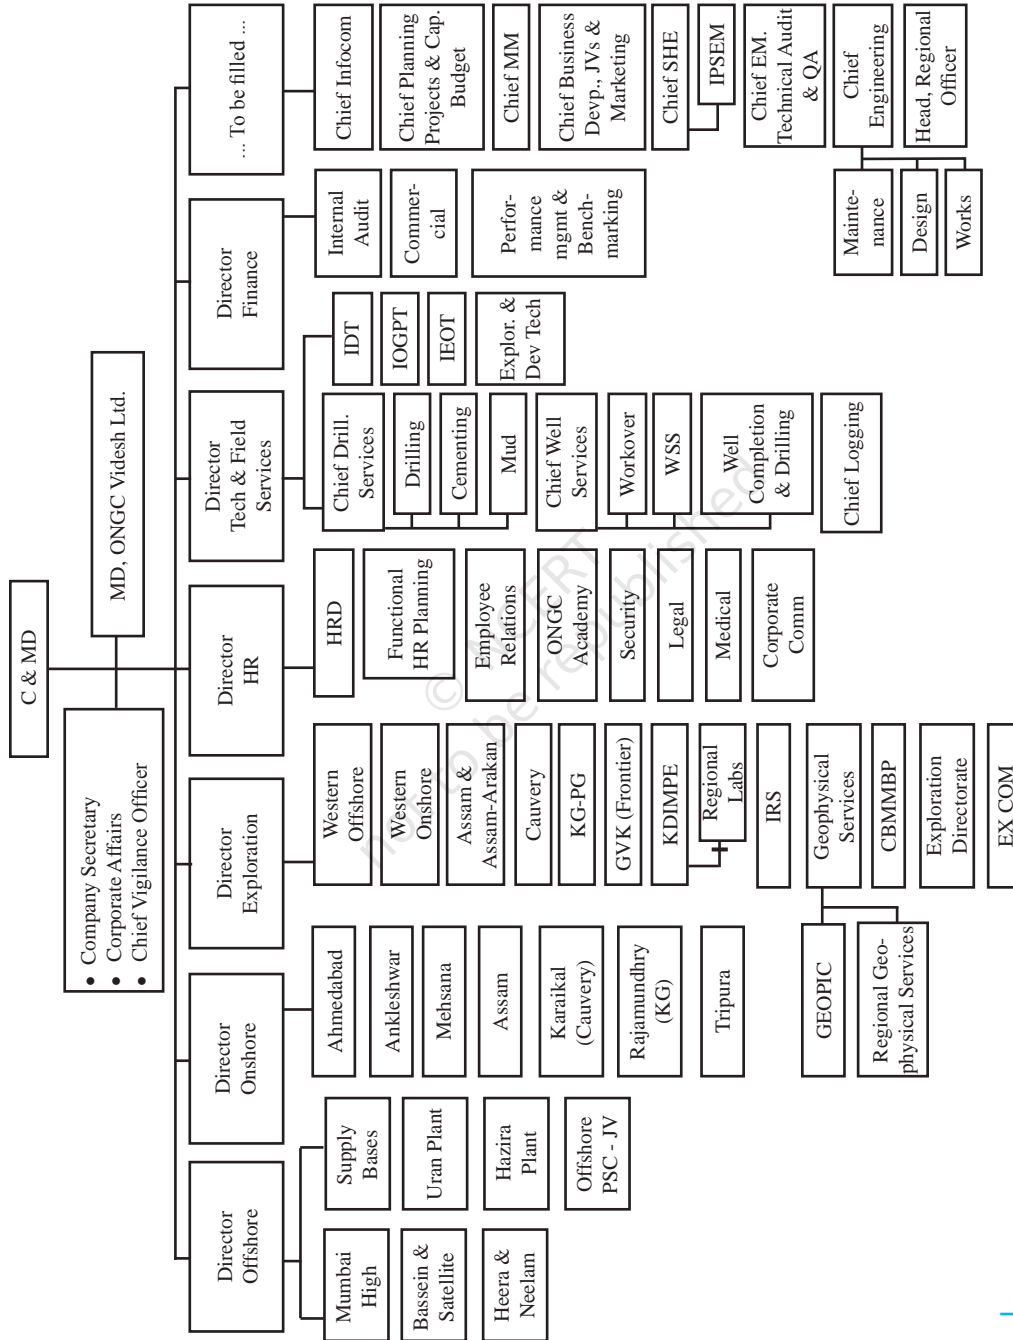 C & MD
• Company Secretary
• Corporate Affairs
• Chief Vigilance Officer
MD, ONGC Videsh Ltd.
Director
Offshore
Director
Onshore
Director
Exploration
Director
HR
Director
Tech & Field
Services
Director
Finance
... To be filled ...
Mumbai
High
Bassein &
Satellite
Heera &
Neelam
Supply
Bases
Uran Plant
Hazira
Plant
Offshore
PSC - JV
Ahmedabad
Ankleshwar
Mehsana
Assam
Karaikal
(Cauvery)
Rajamundhry
(KG)
Tripura
Western
Offshore
Western
Onshore
Assam &
Assam-Arakan
Cauvery
KG-PG
GVK (Frontier)
KDIMPE
Regional
Labs
IRS
Geophysical
Services
GEOPIC
Regional Geo-
physical Services
CBMMBP
Exploration
Directorate
EX COM
HRD
Functional
HR Planning
Employee
Relations
ONGC
Academy
Security
Legal
Medical
Corporate
Comm
Chief Drill.
Services
Drilling
Cementing
Mud
Chief Well
Services
Workover
WSS
Well
Completion
& Drilling
Chief Logging
IDT
IOGPT
IEOT
Explor. &
Dev Tech
Internal
Audit
Commer-
cial
Perfor-
mance
mgmt &
Bench-
marking
Chief Infocom
Chief Planning
Projects & Cap.
Budget
Chief MM
Chief Business
Devp., JVs &
Marketing
Chief SHE
IPSEM
Chief EM.
Technical Audit
& QA
Chief
Engineering
Mainte-
nance
Design
Works
Head, Regional
Officer
© NCERT
not to be republished